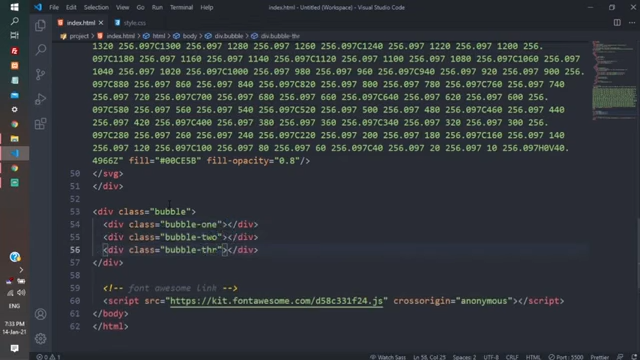 File Edit Selection View Go Run Terminal Help
index.html - Untitled (Workspace) - Visual Studio Code
index.html
style.css
project > index.html > html > body > div.bubble > div.bubble-thr
1320 256.097C1300 256.097 1280 256.097 1260 256.097C1240 256.097 1220 256.
097C1180 256.097 1160 256.097 1140 256.097C1120 256.097 1100 256.097 1080 256.097C1060 256.097
1040 256.097 1020 256.097C1000 256.097 980 256.097 960 256.097C940 256.097 920 256.097 900 256.
097C880 256.097 860 256.097 840 256.097C820 256.097 800 256.097 780 256.097C760 256.097 740
256.097 720 256.097C700 256.097 680 256.097 660 256.097C640 256.097 620 256.097 600 256.
097C580 256.097 560 256.097 540 256.097C520 256.097 500 256.097 480 256.097C460 256.097 440
256.097 420 256.097C400 256.097 380 256.097 360 256.097C340 256.097 320 256.097 300 256.
097C280 256.097 260 256.097 240 256.097C220 256.097 200 256.097 180 256.097C160 256.097 140
256.097 120 256.097C100 256.097 80 256.097 60 256.097C40 256.097 20 256.097 10 256.097H0V40.
4966Z" fill="#00CE5B" fill-opacity="0.8"/>
50 </svg>
51 </div>
52
53 <div class="bubble">
54 <div class="bubble-one"></div>
55 <div class="bubble-two"></div>
56 <div class="bubble-thr"></div>
57 </div>
58
59 <!-- font awesome link -->
60 <script src="https://kit.fontawesome.com/d58c331f24.js" crossorigin="anonymous"></script>
61 </body>
62 </html>
7:33 PM
14-Jan-21
ENG
0 1
Watch Sass
Spaces: 2
UTF-8
CRLF
HTML
Port : 5500
Prettier